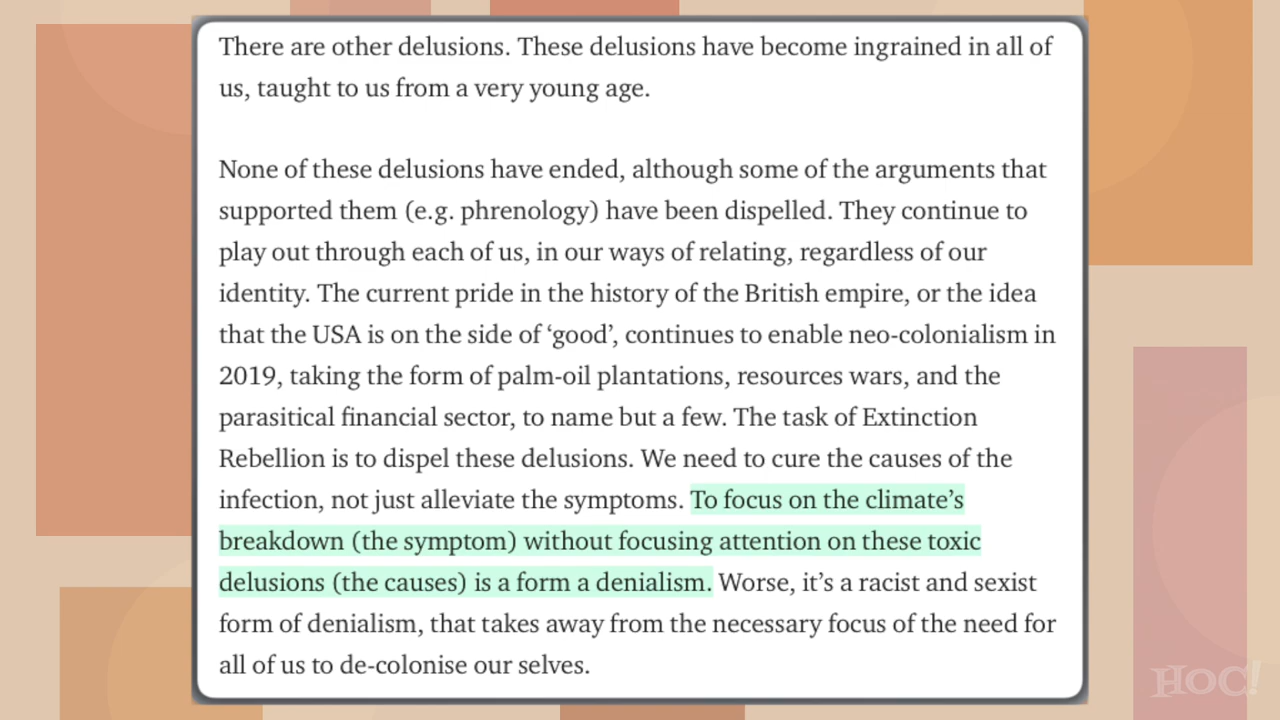 There are other delusions. These delusions have become ingrained in all of
us, taught to us from a very young age.
None of these delusions have ended, although some of the arguments that
supported them (e.g. phrenology) have been dispelled. They continue to
play out through each of us, in our ways of relating, regardless of our
identity. The current pride in the history of the British empire, or the idea
that the USA is on the side of ‘good’, continues to enable neo-colonialism in
2019, taking the form of palm-oil plantations, resources wars, and the
parasitical financial sector, to name but a few. The task of Extinction
Rebellion is to dispel these delusions. We need to cure the causes of the
infection, not just alleviate the symptoms. To focus on the climate’s
breakdown (the symptom) without focusing attention on these toxic
delusions (the causes) is a form a denialism. Worse, it’s a racist and sexist
form of denialism, that takes away from the necessary focus of the need for
all of us to de-colonise our selves.
HOC!